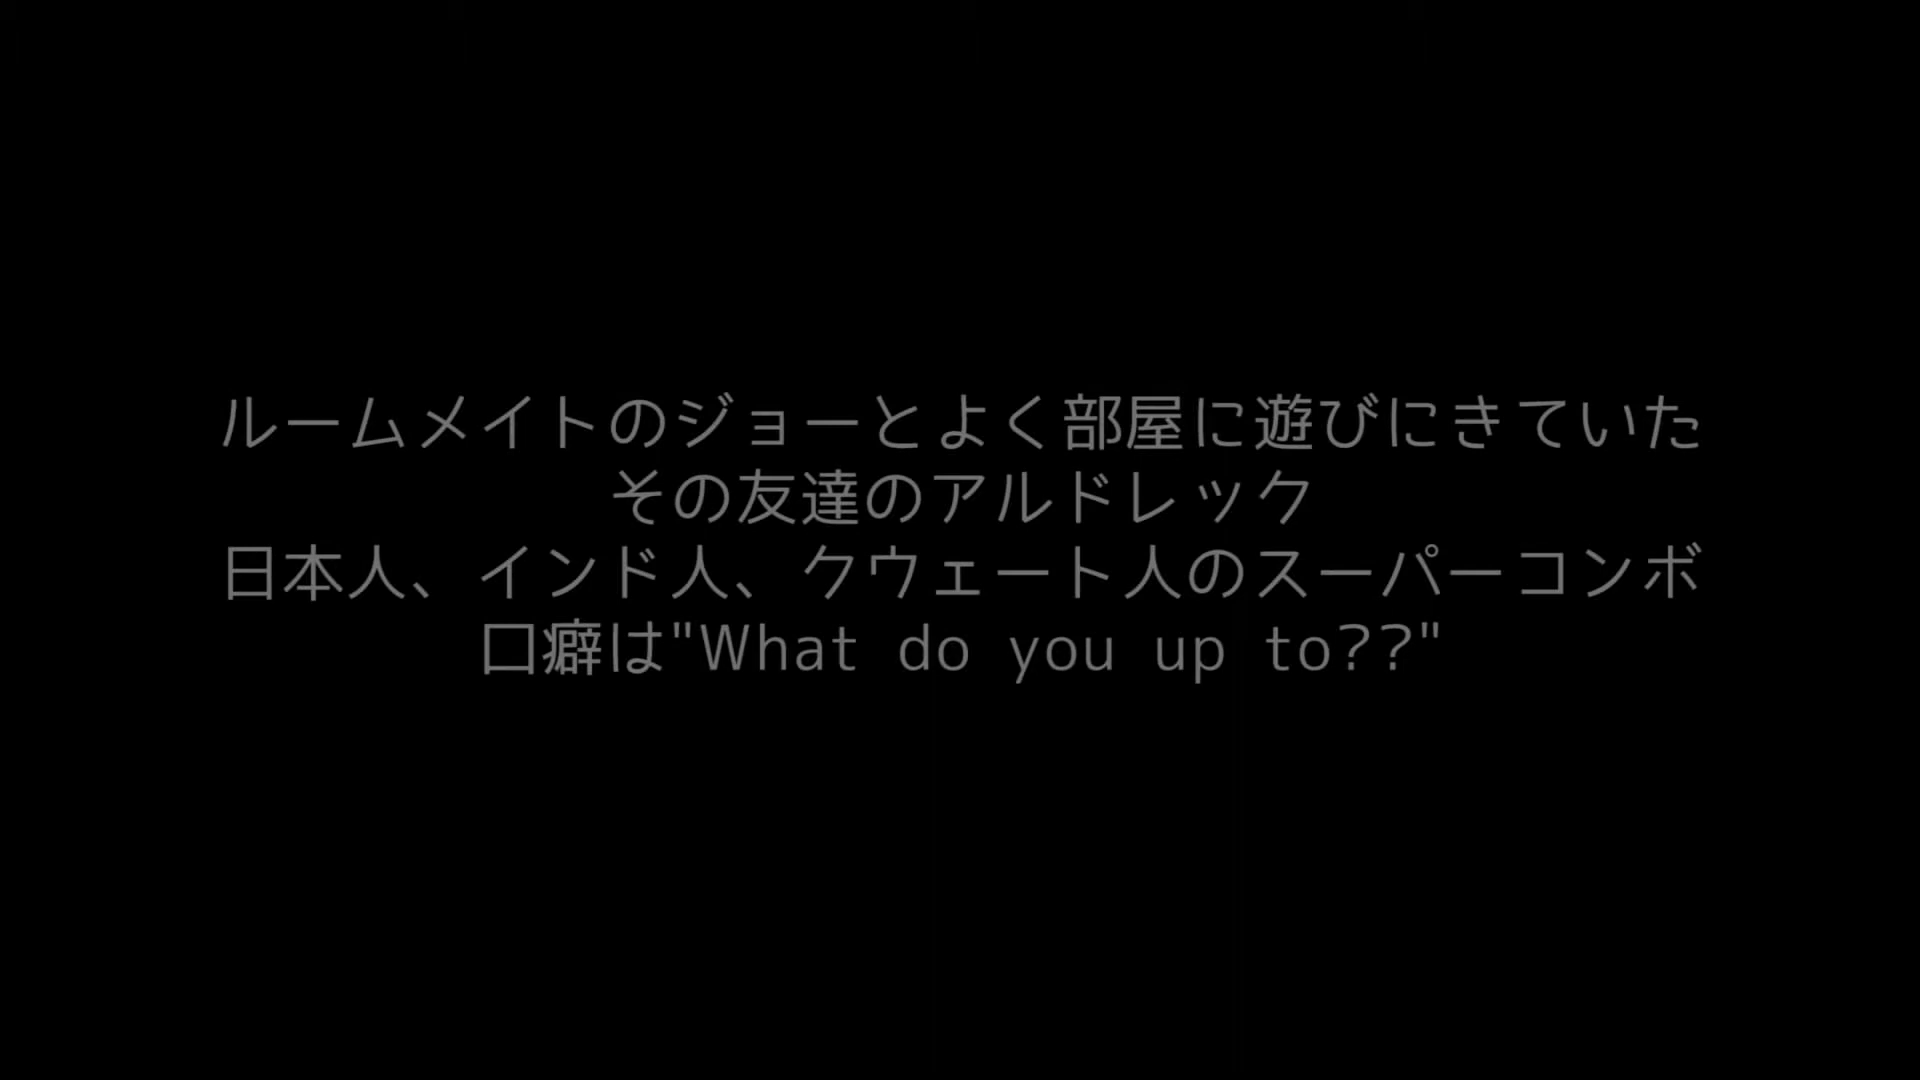 ルームメイトのジョーとよく部屋に遊びにきていた
その友達のアルドレック
日本人、インド人、クウェート人のスーパーコンボ
口癖は"What do you up to??"